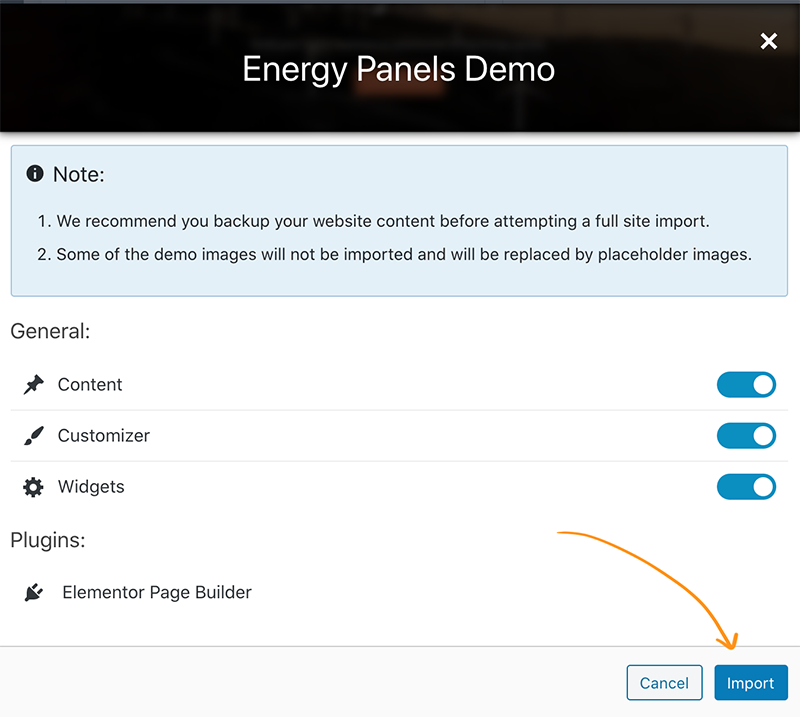 Energy Panels Demo
Note:
1. We recommend you backup your website content before attempting a full site import.
2. Some of the demo images will not be imported and will be replaced by placeholder images.
General:
Content
Customizer
Widgets
Plugins:
Elementor Page Builder
Cancel Import